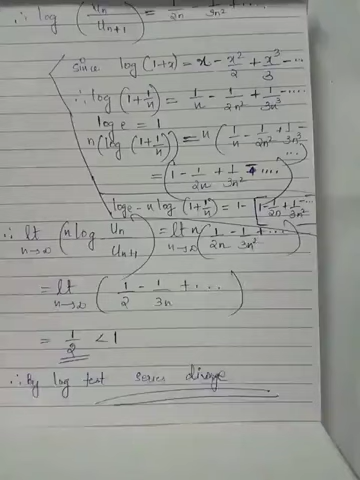 ∴ log (Un / Un+1) = 1/2n - 1/3n² ....
since log(1+x) = x - x²/2 + x³/3 - ...
∴ log(1+1/n) = 1/n - 1/2n² + 1/3n³ - ....
log e = 1
n(log(1+1/n)) = n(1/n - 1/2n² + 1/3n³ ...)
= (1 - 1/2n + 1/3n² - ....)
log e - n log(1+1/n) = 1 - [1 - 1/2n + 1/3n² - ...
∴ lt n→∞ (n log Un / Un+1) = lt n→∞ n (1/2n - 1/3n² + ...)
= lt n→∞ (1/2 - 1/3n + ...)
= 1/2 < 1
∴ By log test series diverge